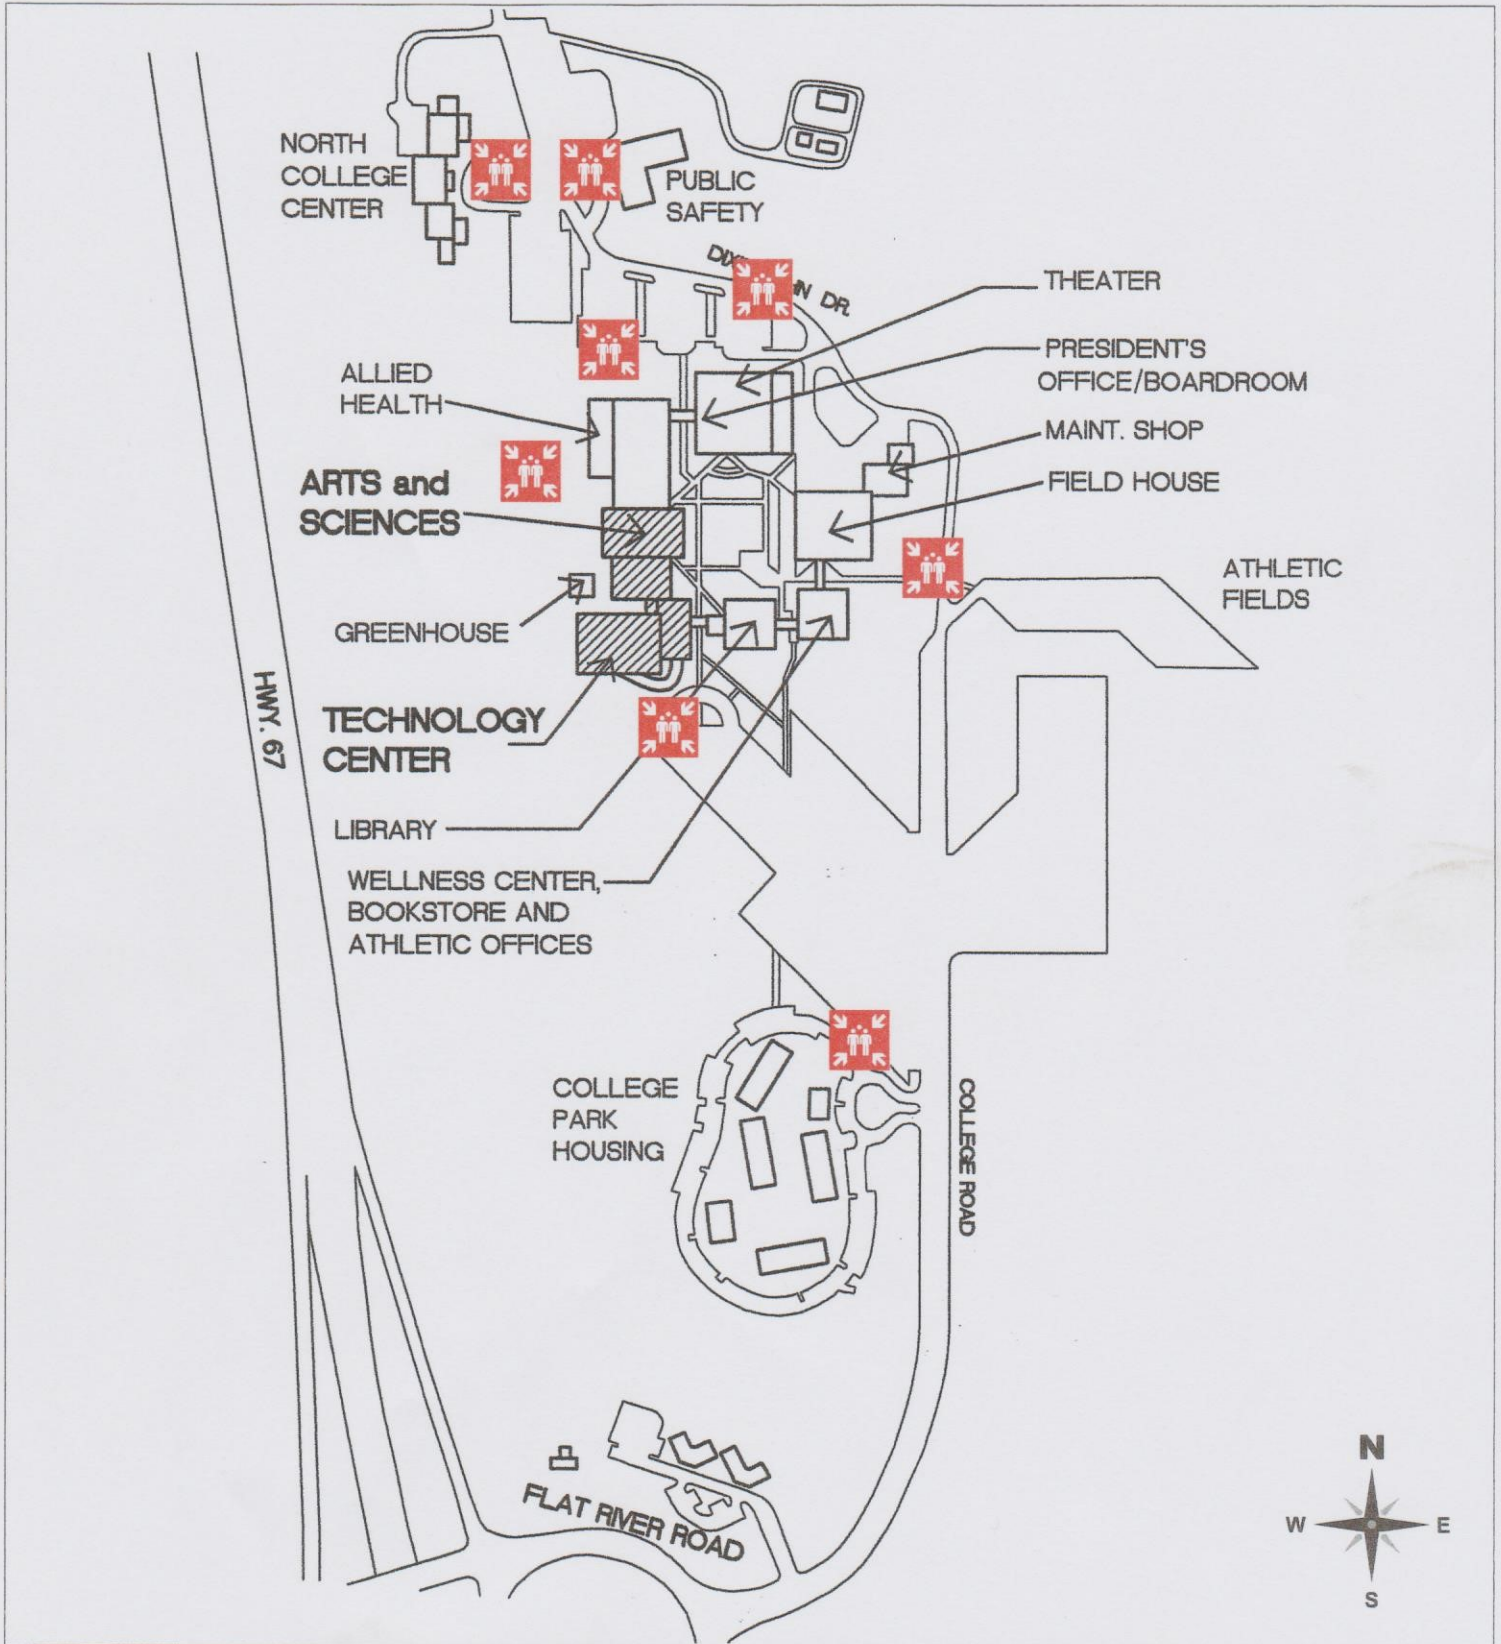 NORTH
COLLEGE
CENTER
PUBLIC
SAFETY
DR.
THEATER
PRESIDENT'S
OFFICE/BOARDROOM
ALLIED
HEALTH
MAINT. SHOP
ARTS and
SCIENCES
FIELD HOUSE
ATHLETIC
FIELDS
GREENHOUSE
HWY. 67
TECHNOLOGY
CENTER
LIBRARY
WELLNESS CENTER,
BOOKSTORE AND
ATHLETIC OFFICES
COLLEGE
PARK
HOUSING
COLLEGE ROAD
FLAT RIVER ROAD
N
W E
S